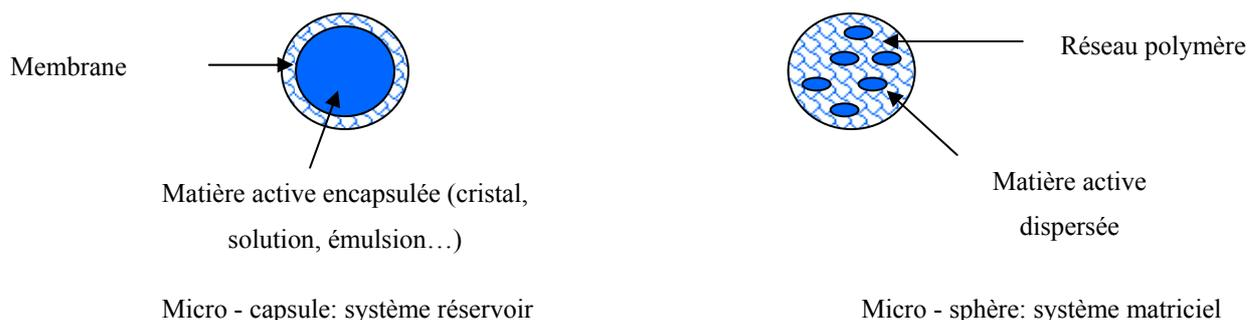 Membrane
Réseau polymère
Matière active encapsulée (cristal,
solution, émulsion…)
Matière active
dispersée
Micro - capsule: système réservoir
Micro - sphère: système matriciel